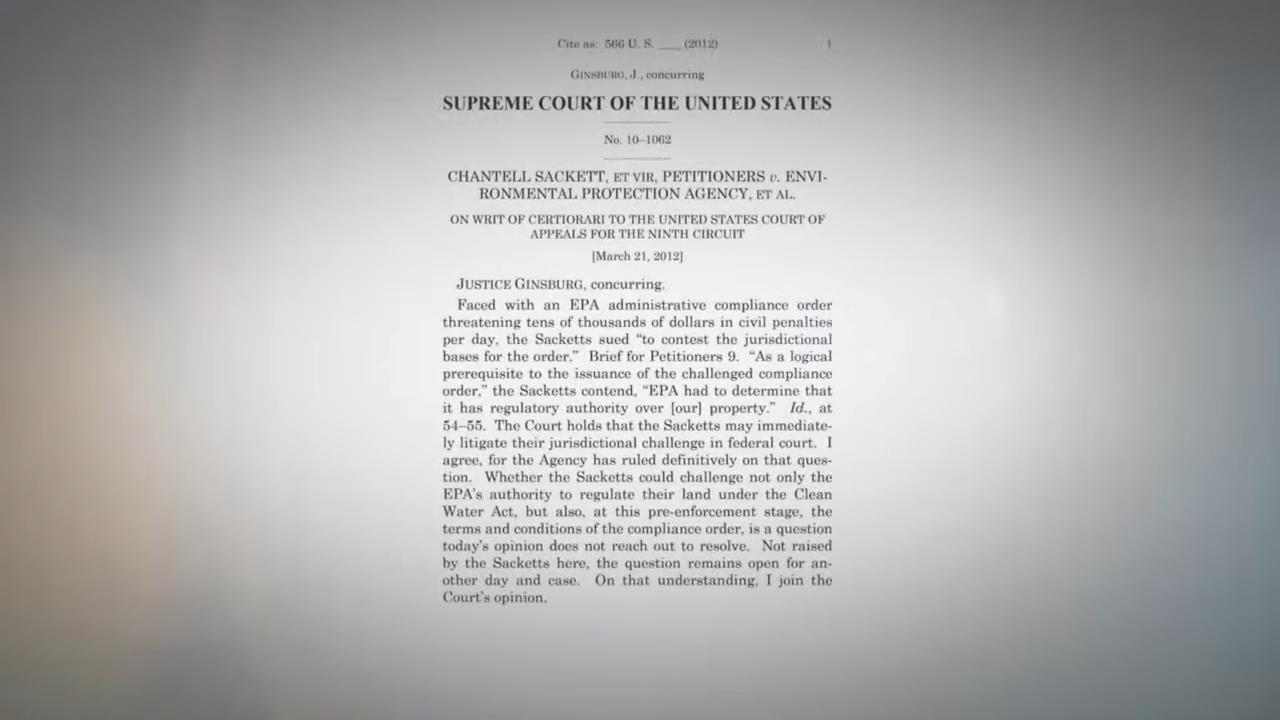 Cite as: 566 U. S. ____ (2012) 1
GINSBURG, J., concurring
SUPREME COURT OF THE UNITED STATES
No. 10–1062
CHANTELL SACKETT, ET VIR, PETITIONERS v. ENVI-
RONMENTAL PROTECTION AGENCY, ET AL.
ON WRIT OF CERTIORARI TO THE UNITED STATES COURT OF
APPEALS FOR THE NINTH CIRCUIT
[March 21, 2012]
JUSTICE GINSBURG, concurring.
Faced with an EPA administrative compliance order
threatening tens of thousands of dollars in civil penalties
per day, the Sacketts sued “to contest the jurisdictional
bases for the order.” Brief for Petitioners 9. “As a logical
prerequisite to the issuance of the challenged compliance
order,” the Sacketts contend, “EPA had to determine that
it has regulatory authority over [our] property.” Id., at
54–55. The Court holds that the Sacketts may immediate-
ly litigate their jurisdictional challenge in federal court. I
agree, for the Agency has ruled definitively on that ques-
tion. Whether the Sacketts could challenge not only the
EPA’s authority to regulate their land under the Clean
Water Act, but also, at this pre-enforcement stage, the
terms and conditions of the compliance order, is a question
today’s opinion does not reach out to resolve. Not raised
by the Sacketts here, the question remains open for an-
other day and case. On that understanding, I join the
Court’s opinion.